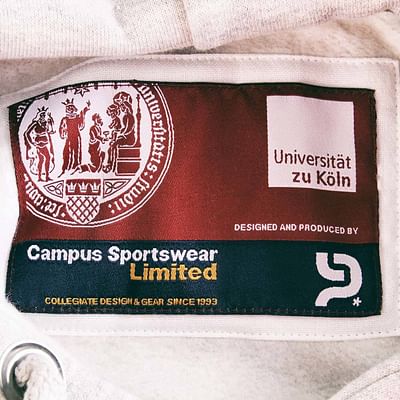 Universität
zu Köln
DESIGNED AND PRODUCED BY
Campus Sportswear
Limited
COLLEGIATE DESIGN & GEAR SINCE 1993